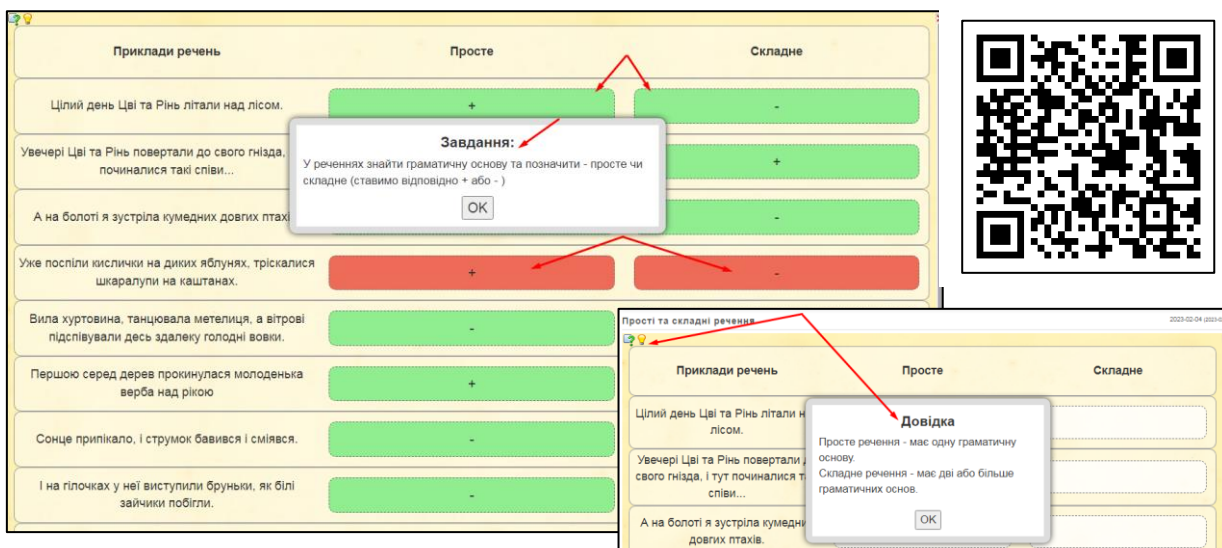 Приклади речень
Просте
Складне
Цілий день Цві та Рінь літали над лісом.
+
-
Увечері Цві та Рінь повертали до свого гнізда,
починалися такі співи...
+
А на болоті я зустріла кумедних довгих птахі
-
Уже поспіли кислички на диких яблунях, тріскалися
шкаралупи на каштанах.
+
-
Вила хуртовина, танцювала метелиця, а вітрові
підспівували десь здалеку голодні вовки.
-
Першою серед дерев прокинулася молоденька
верба над рікою
+
Сонце припікало, і струмок бавився і сміявся.
-
І на гілочках у неї виступили бруньки, як білі
зайчики побігли.
-
Завдання:
У реченнях знайти граматичну основу та позначити - просте чи
складне (ставимо відповідно + або - )
OK
Прості та складні речення
Приклади речень
Просте
Складне
Цілий день Цві та Рінь літали н
лісом.
Увечері Цві та Рінь повертали
свого гнізда, і тут починалися т
співи...
А на болоті я зустріла кумедни
довгих птахів.
Довідка
Просте речення - має одну граматичну
основу.
Складне речення - має дві або більше
граматичних основ.
OK